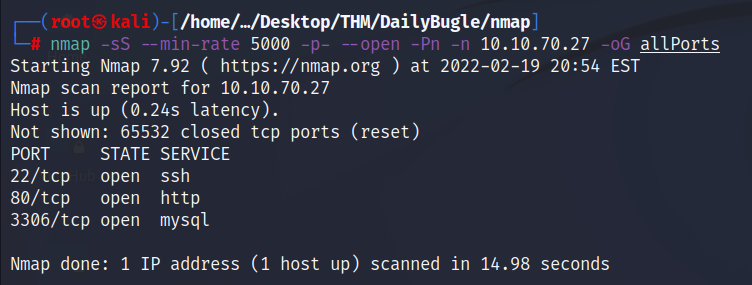 ┌──(root㉿kali)-[/home/…/Desktop/THM/DailyBugle/nmap]
└─# nmap -sS --min-rate 5000 -p- --open -Pn -n 10.10.70.27 -oG allPorts
Starting Nmap 7.92 ( https://nmap.org ) at 2022-02-19 20:54 EST
Nmap scan report for 10.10.70.27
Host is up (0.24s latency).
Not shown: 65532 closed tcp ports (reset)
PORT     STATE SERVICE
22/tcp   open  ssh
80/tcp   open  http
3306/tcp open  mysql

Nmap done: 1 IP address (1 host up) scanned in 14.98 seconds